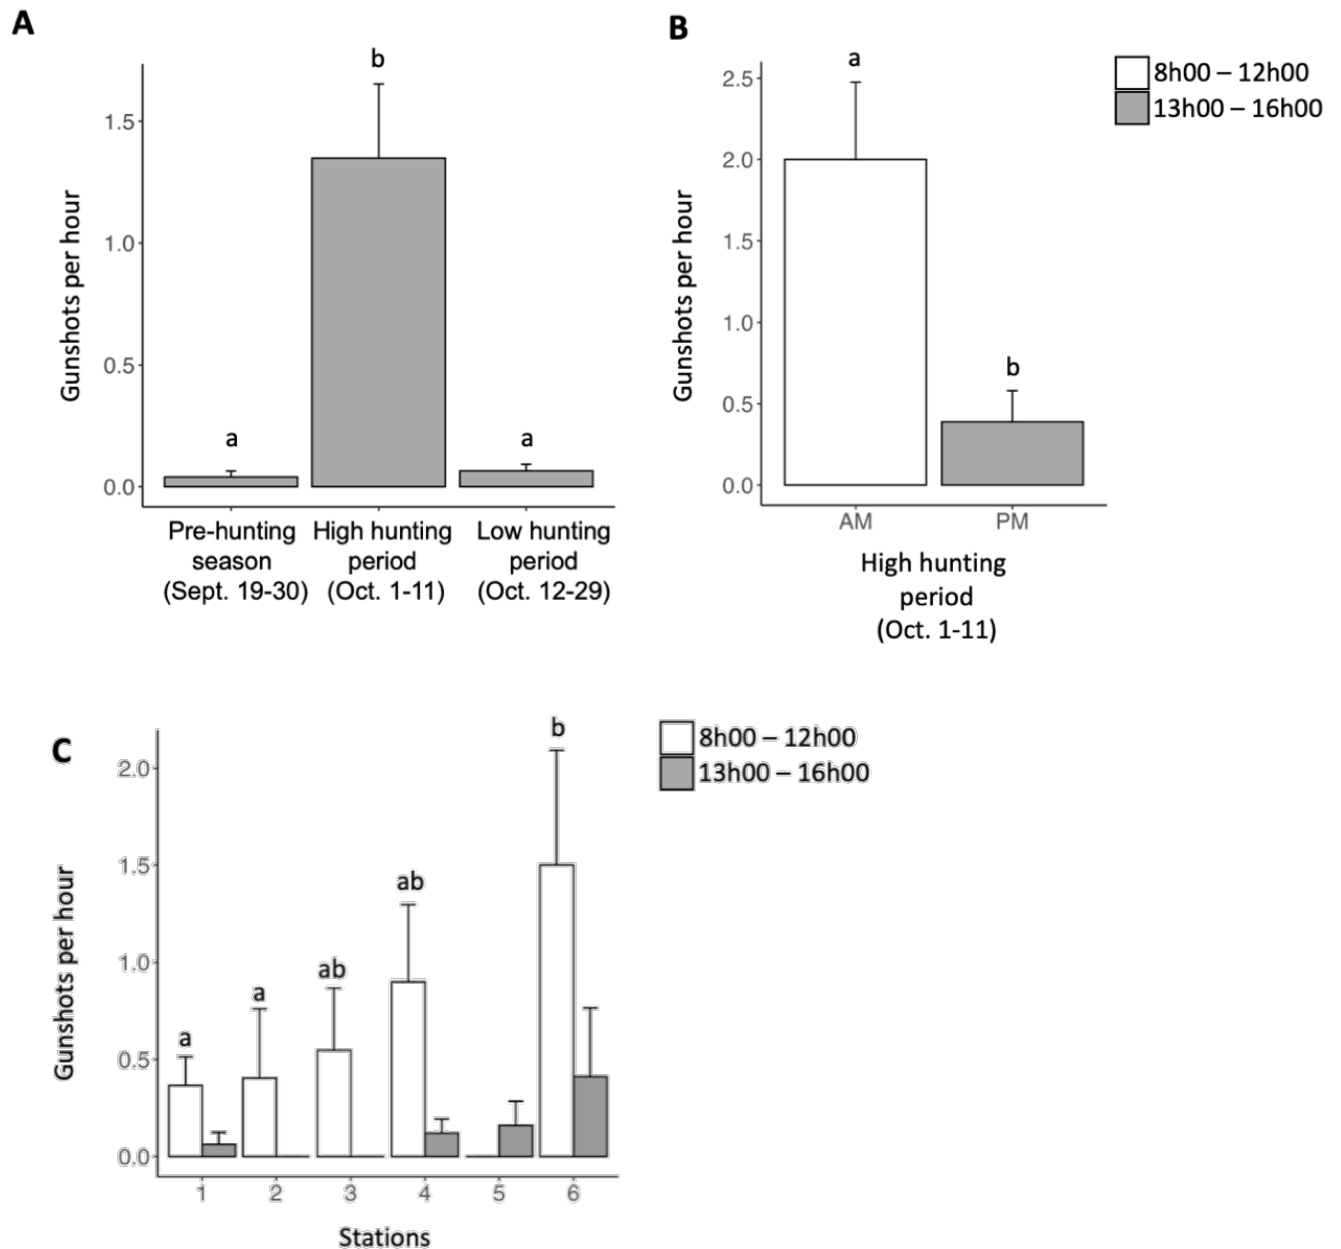 A
b
1.5
1.0
0.5
0.0
a
a
Gunshots per hour
Pre-hunting season (Sept. 19-30)
High hunting period (Oct. 1-11)
Low hunting period (Oct. 12-29)
B
a
b
2.5
2.0
1.5
1.0
0.5
0.0
Gunshots per hour
AM
PM
High hunting
period
(Oct. 1-11)
8h00 – 12h00
13h00 – 16h00
C
b
ab
ab
a
a
2.0
1.5
1.0
0.5
0.0
Gunshots per hour
1 2 3 4 5 6
Stations
8h00 – 12h00
13h00 – 16h00